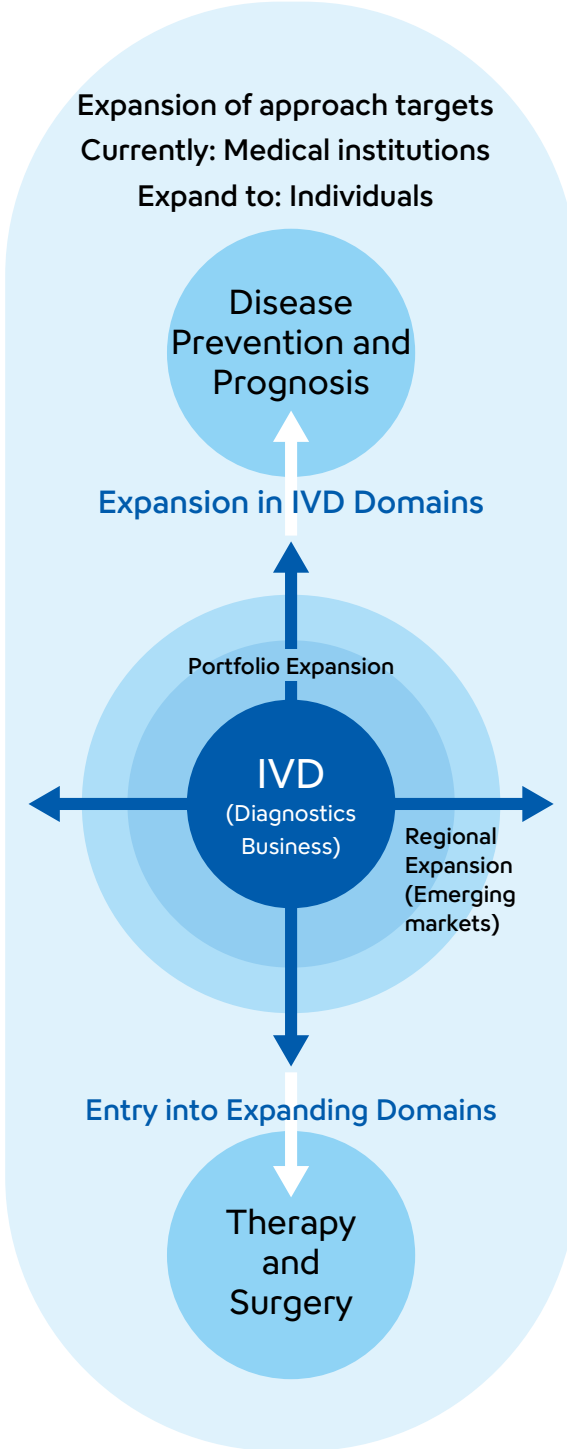 Expansion of approach targets
Currently: Medical institutions
Expand to: Individuals
Disease
Prevention and
Prognosis
Expansion in IVD Domains
Portfolio Expansion
IVD
(Diagnostics
Business)
Regional
Expansion
(Emerging
markets)
Entry into Expanding Domains
Therapy
and
Surgery